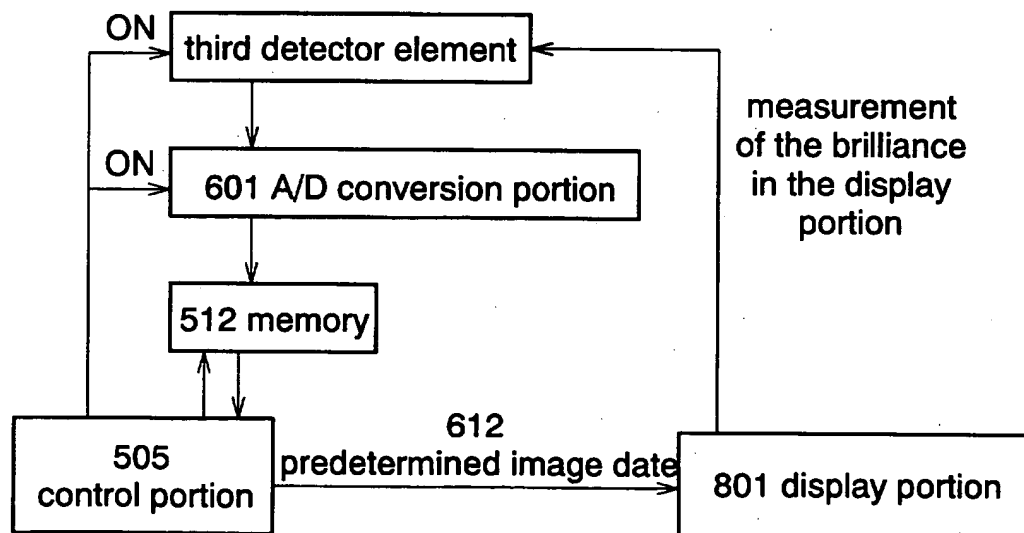 ON
third detector element
measurement
of the brilliance
in the display
portion
ON
601 A/D conversion portion
512 memory
505
control portion
612
predetermined image date
801 display portion